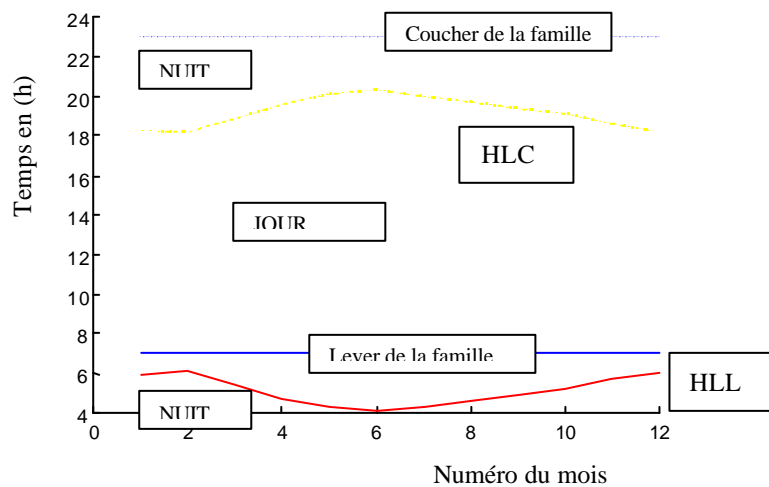 24
Coucher de la famille
22
NUIT
20
18
HLC
16
Temps en (h)
14
JOUR
12
10
8
Lever de la famille
6
HLL
4
NUIT
0 2 4 6 8 10 12
Numéro du mois